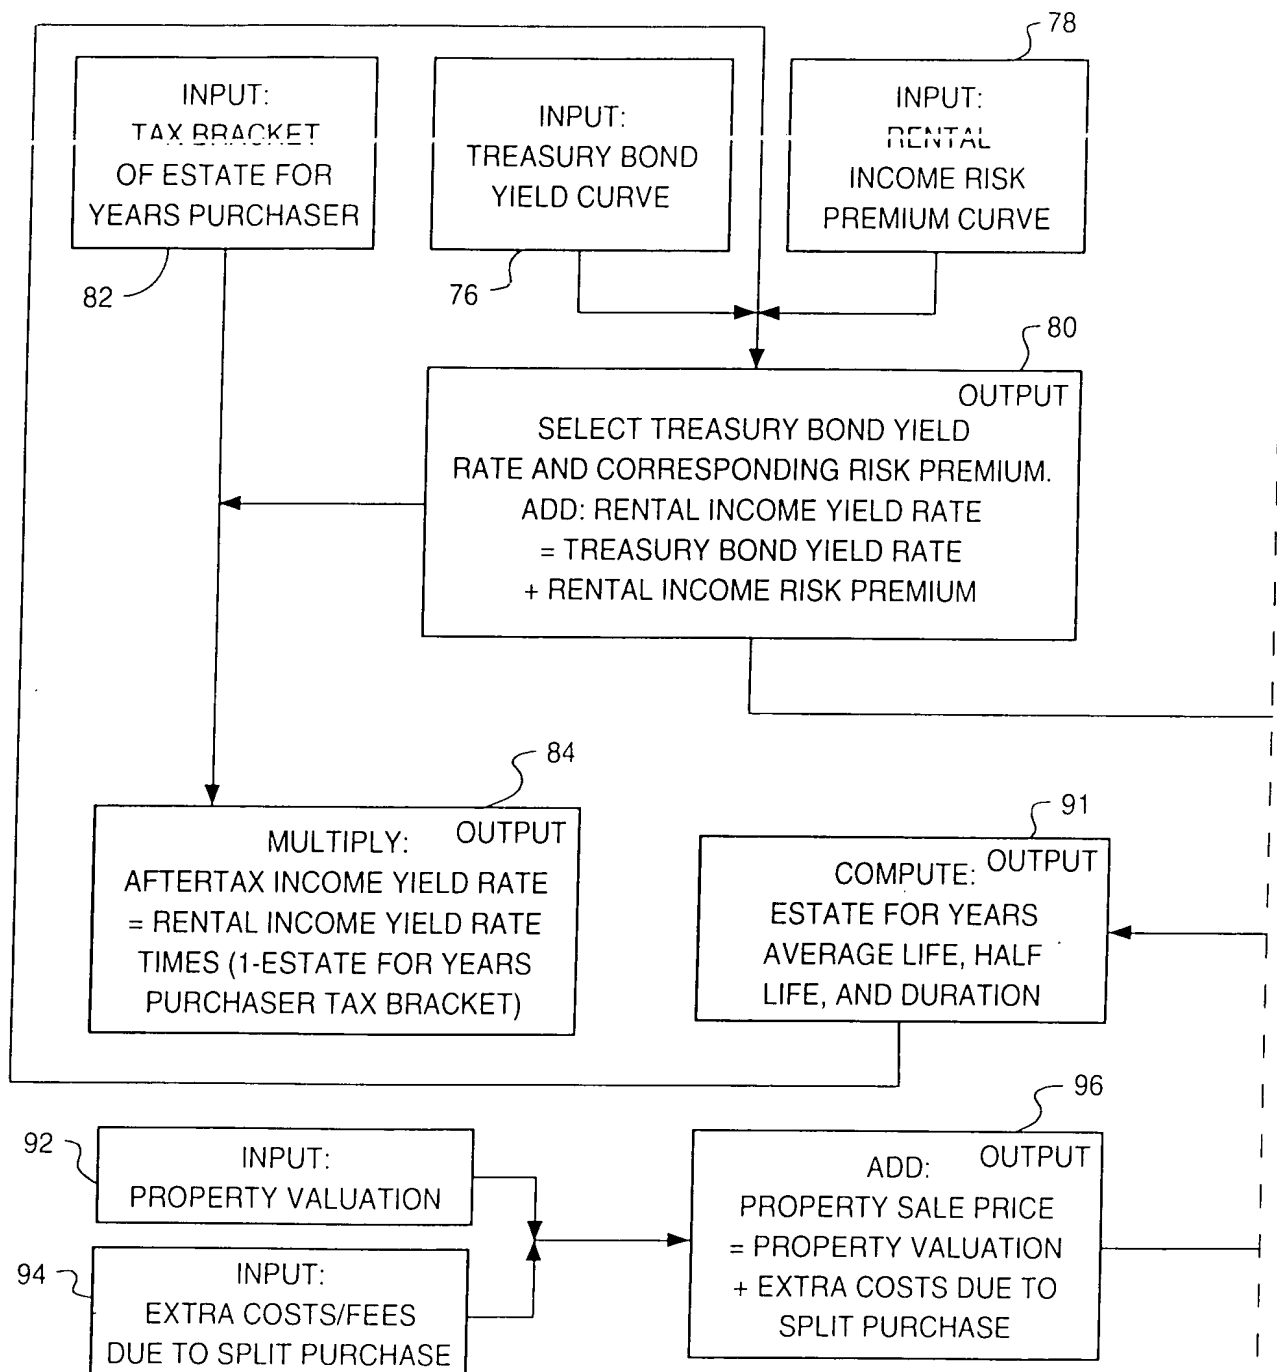 78
INPUT:
TAX BRACKET
OF ESTATE FOR
YEARS PURCHASER
82
INPUT:
TREASURY BOND
YIELD CURVE
76
INPUT:
RENTAL
INCOME RISK
PREMIUM CURVE
80
OUTPUT
SELECT TREASURY BOND YIELD
RATE AND CORRESPONDING RISK PREMIUM.
ADD: RENTAL INCOME YIELD RATE
= TREASURY BOND YIELD RATE
+ RENTAL INCOME RISK PREMIUM
84
OUTPUT
MULTIPLY:
AFTERTAX INCOME YIELD RATE
= RENTAL INCOME YIELD RATE
TIMES (1-ESTATE FOR YEARS
PURCHASER TAX BRACKET)
91
OUTPUT
COMPUTE:
ESTATE FOR YEARS
AVERAGE LIFE, HALF
LIFE, AND DURATION
92
INPUT:
PROPERTY VALUATION
94
INPUT:
EXTRA COSTS/FEES
DUE TO SPLIT PURCHASE
96
OUTPUT
ADD:
PROPERTY SALE PRICE
= PROPERTY VALUATION
+ EXTRA COSTS DUE TO
SPLIT PURCHASE